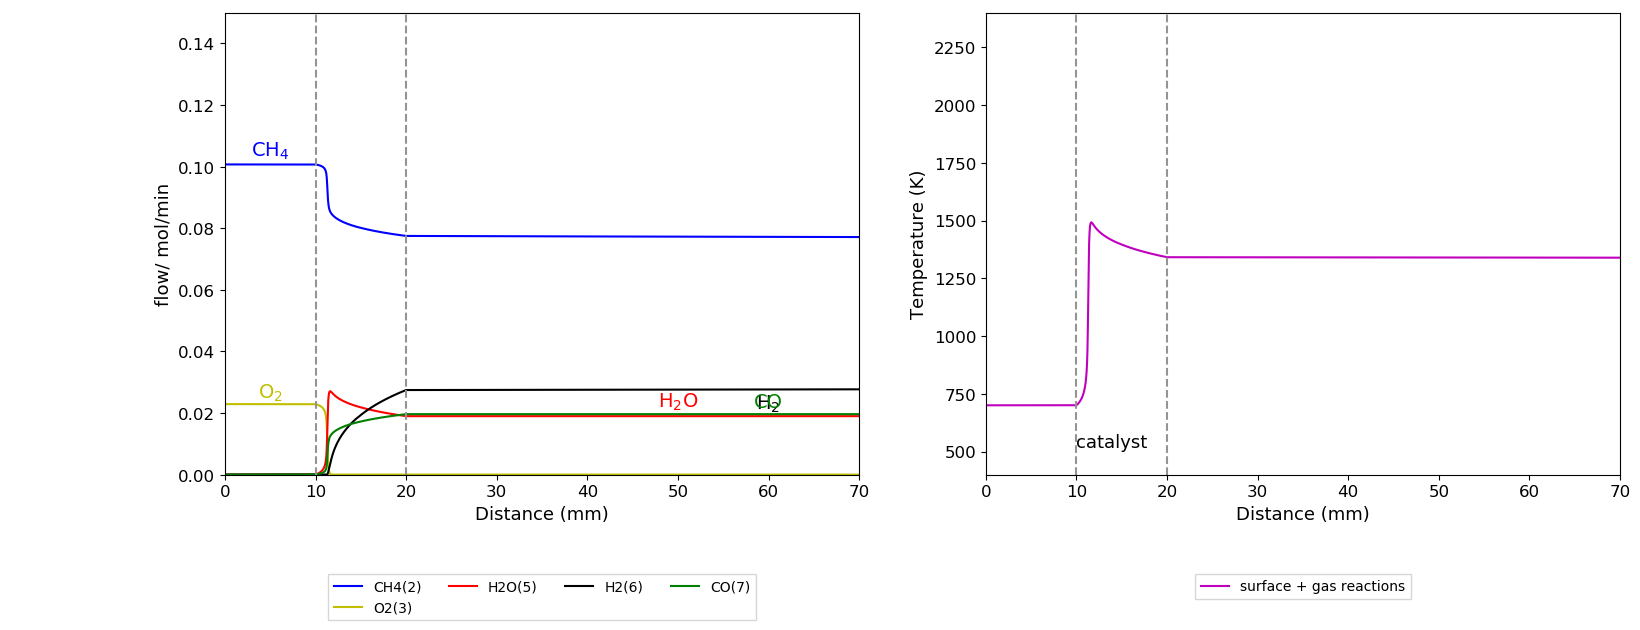 0.14
0.12
0.10
0.08
0.06
0.04
0.02
0.00
flow/ mol/min
CH₄
O₂
H₂O
CO
H₂
0 10 20 30 40 50 60 70
Distance (mm)
CH4(2) H2O(5) H2(6) CO(7)
O2(3)
2250
2000
1750
1500
1250
1000
750
500
Temperature (K)
catalyst
0 10 20 30 40 50 60 70
Distance (mm)
surface + gas reactions